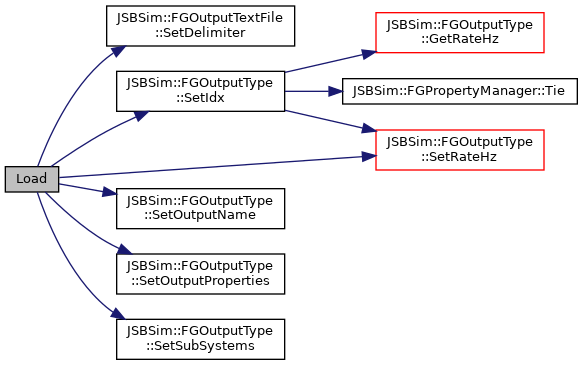 JSBSim::FGOutputTextFile
::SetDelimiter
JSBSim::FGOutputType
::GetRateHz
JSBSim::FGOutputType
::SetIdx
JSBSim::FGPropertyManager::Tie
JSBSim::FGOutputType
::SetRateHz
Load
JSBSim::FGOutputType
::SetOutputName
JSBSim::FGOutputType
::SetOutputProperties
JSBSim::FGOutputType
::SetSubSystems